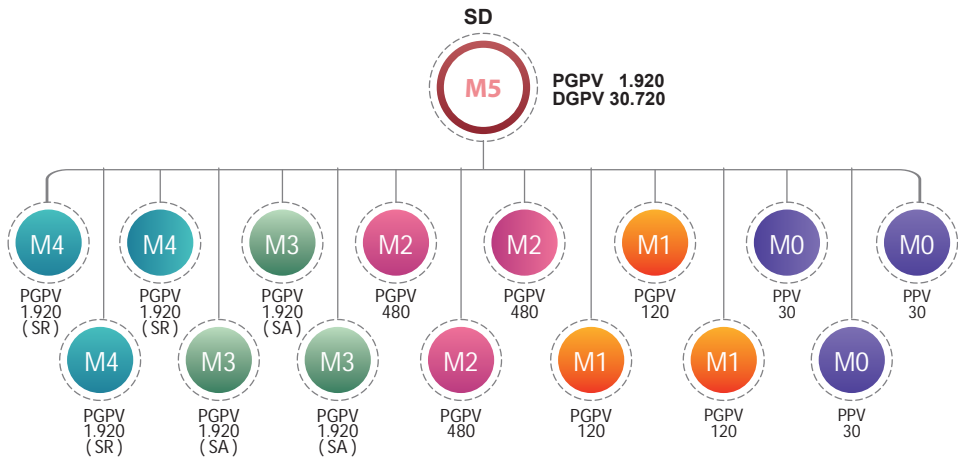 SD
M5
PGPV 1.920
DGPV 30.720
M4
M4
M3
M2
M2
M1
M0
M0
PGPV
1.920
(SR)
PGPV
1.920
(SR)
PGPV
1.920
(SA)
PGPV
480
PGPV
480
PGPV
120
PPV
30
PPV
30
M4
M3
M3
M2
M1
M1
M0
PGPV
1.920
(SR)
PGPV
1.920
(SA)
PGPV
1.920
(SA)
PGPV
480
PGPV
120
PGPV
120
PPV
30